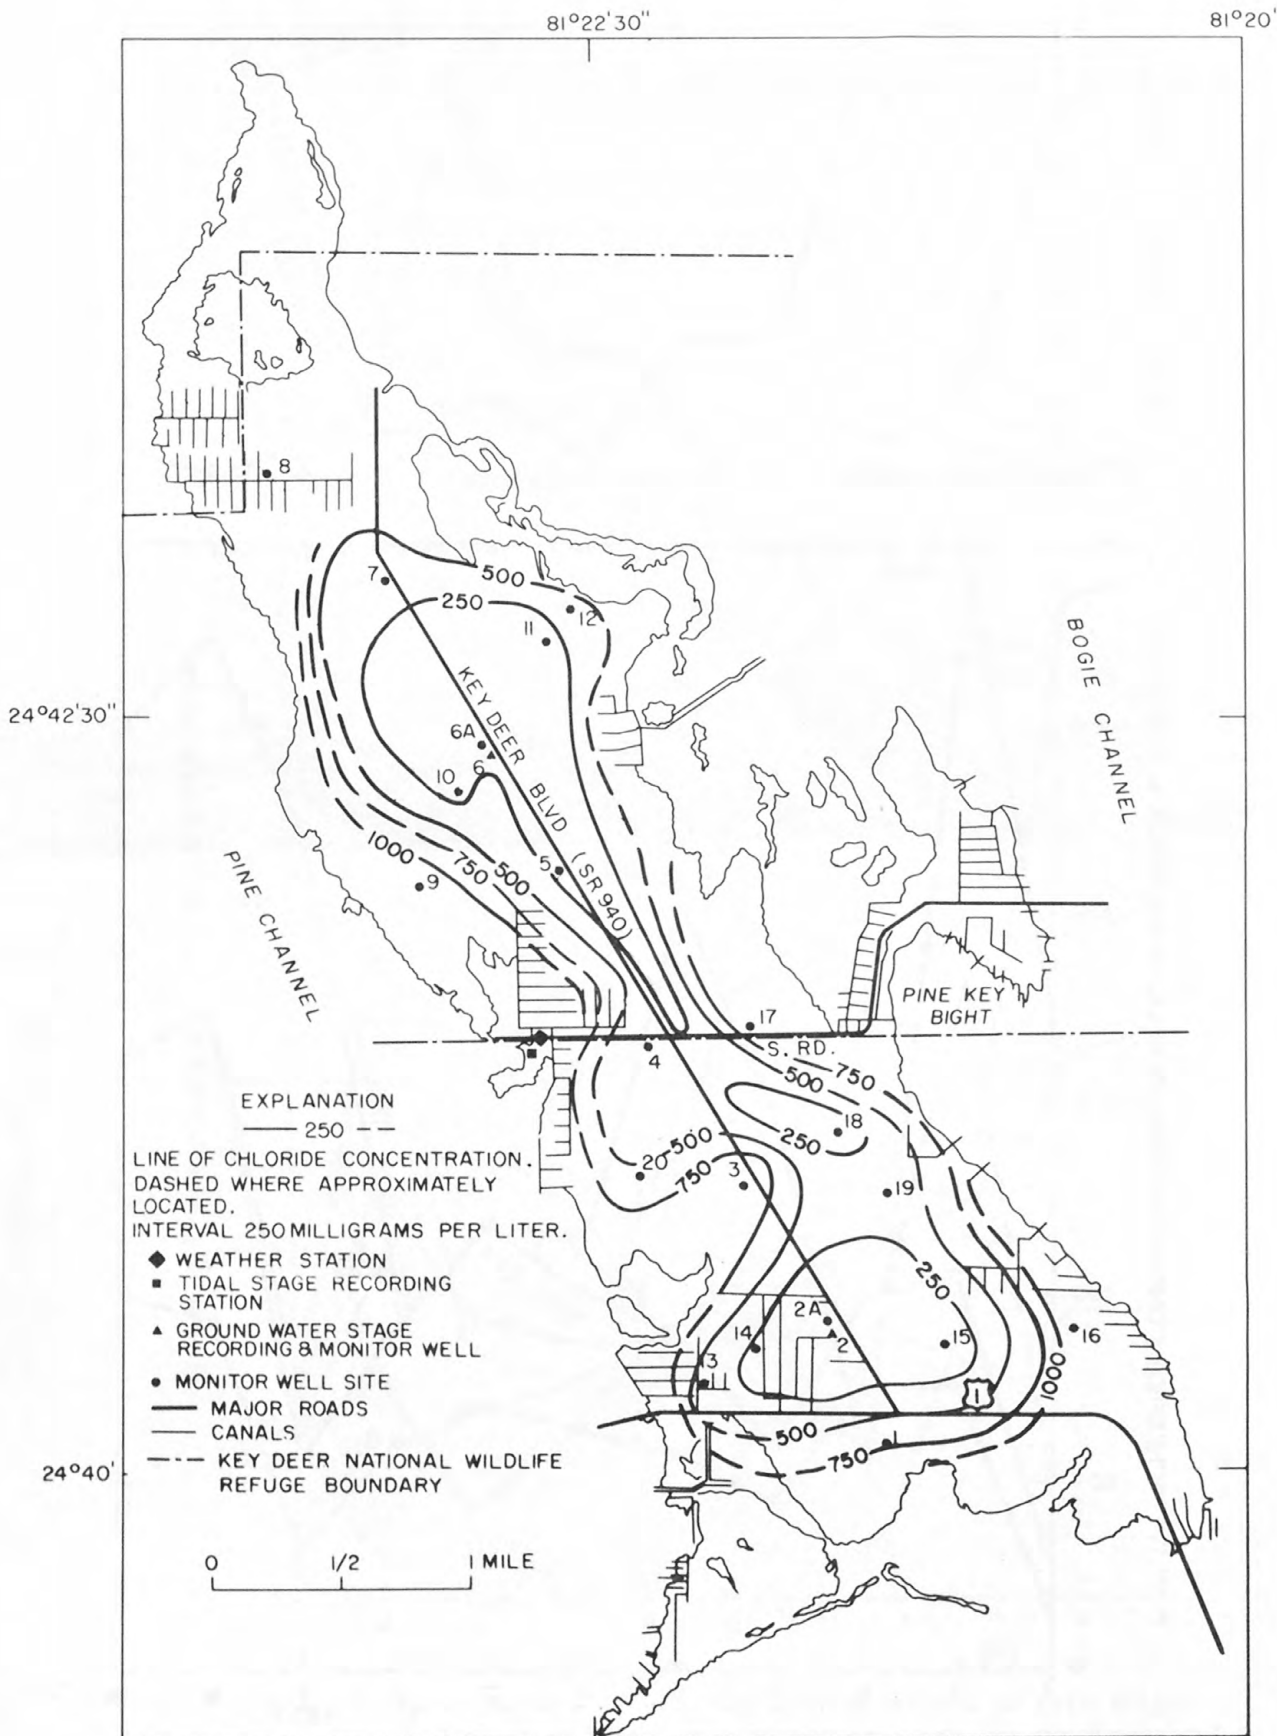 81°22'30"
81°20'
8
7
500
12
250
11
BOGIE CHANNEL
KEY DEER BLVD (SR 940)
24°42'30"
6A
6
10
1000
750
500
5
9
PINE CHANNEL
PINE KEY
BIGHT
17
S. RD.
4
750
500
18
250
500
20
750
3
19
250
2A
2
14
15
16
13
1000
1
500
1
750
24°40'
EXPLANATION
250
LINE OF CHLORIDE CONCENTRATION.
DASHED WHERE APPROXIMATELY
LOCATED.
INTERVAL 250 MILLIGRAMS PER LITER.
WEATHER STATION
TIDAL STAGE RECORDING
STATION
GROUND WATER STAGE
RECORDING & MONITOR WELL
MONITOR WELL SITE
MAJOR ROADS
CANALS
KEY DEER NATIONAL WILDLIFE
REFUGE BOUNDARY
0 1/2 1 MILE